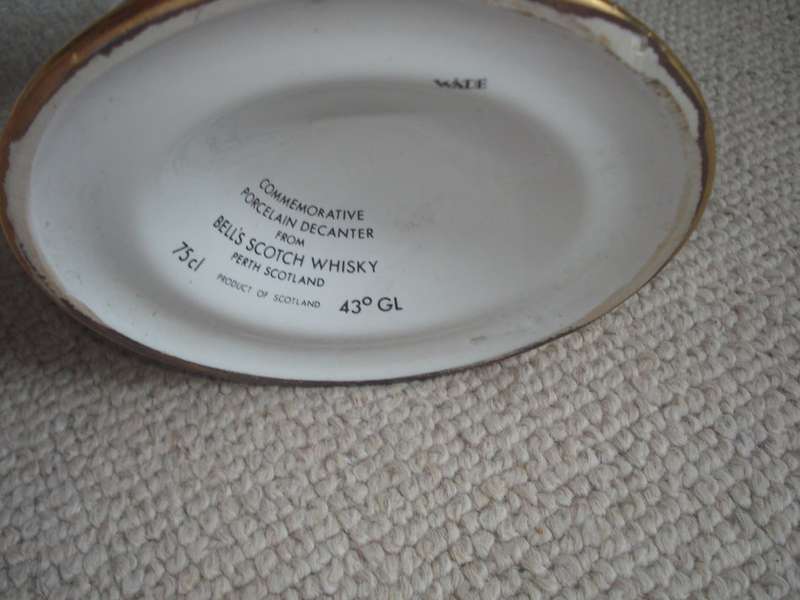 WADE
COMMEMORATIVE
PORCELAIN DECANTER
FROM
BELL'S SCOTCH WHISKY
PERTH SCOTLAND
75cl PRODUCT OF SCOTLAND 43° GL